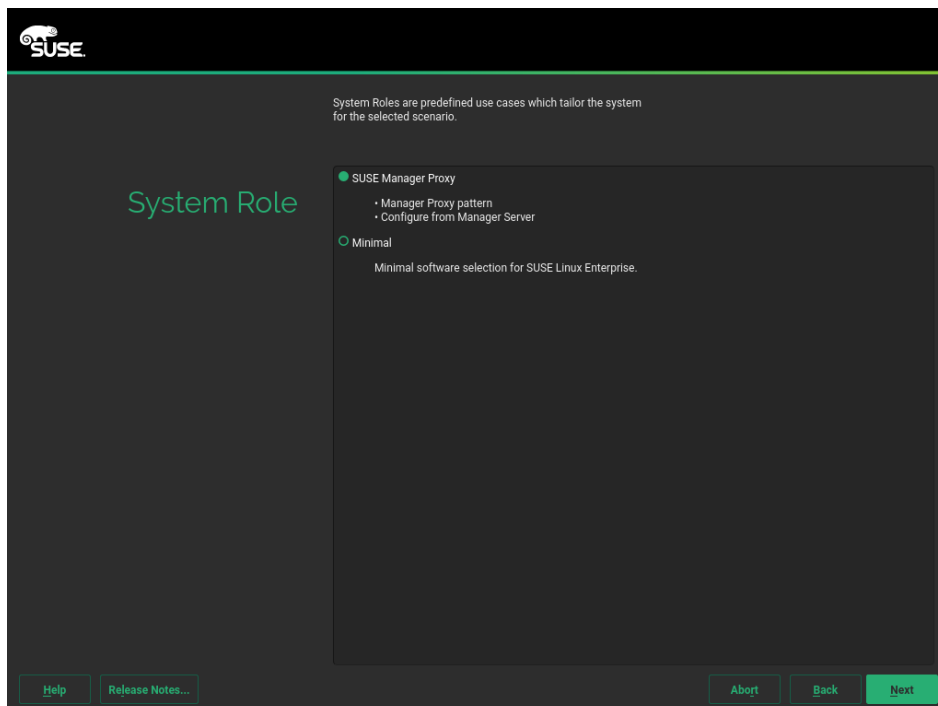 SUSE.
System Roles are predefined use cases which tailor the system
for the selected scenario.
System Role
SUSE Manager Proxy
• Manager Proxy pattern
• Configure from Manager Server
Minimal
Minimal software selection for SUSE Linux Enterprise.
Help
Release Notes...
Abort
Back
Next